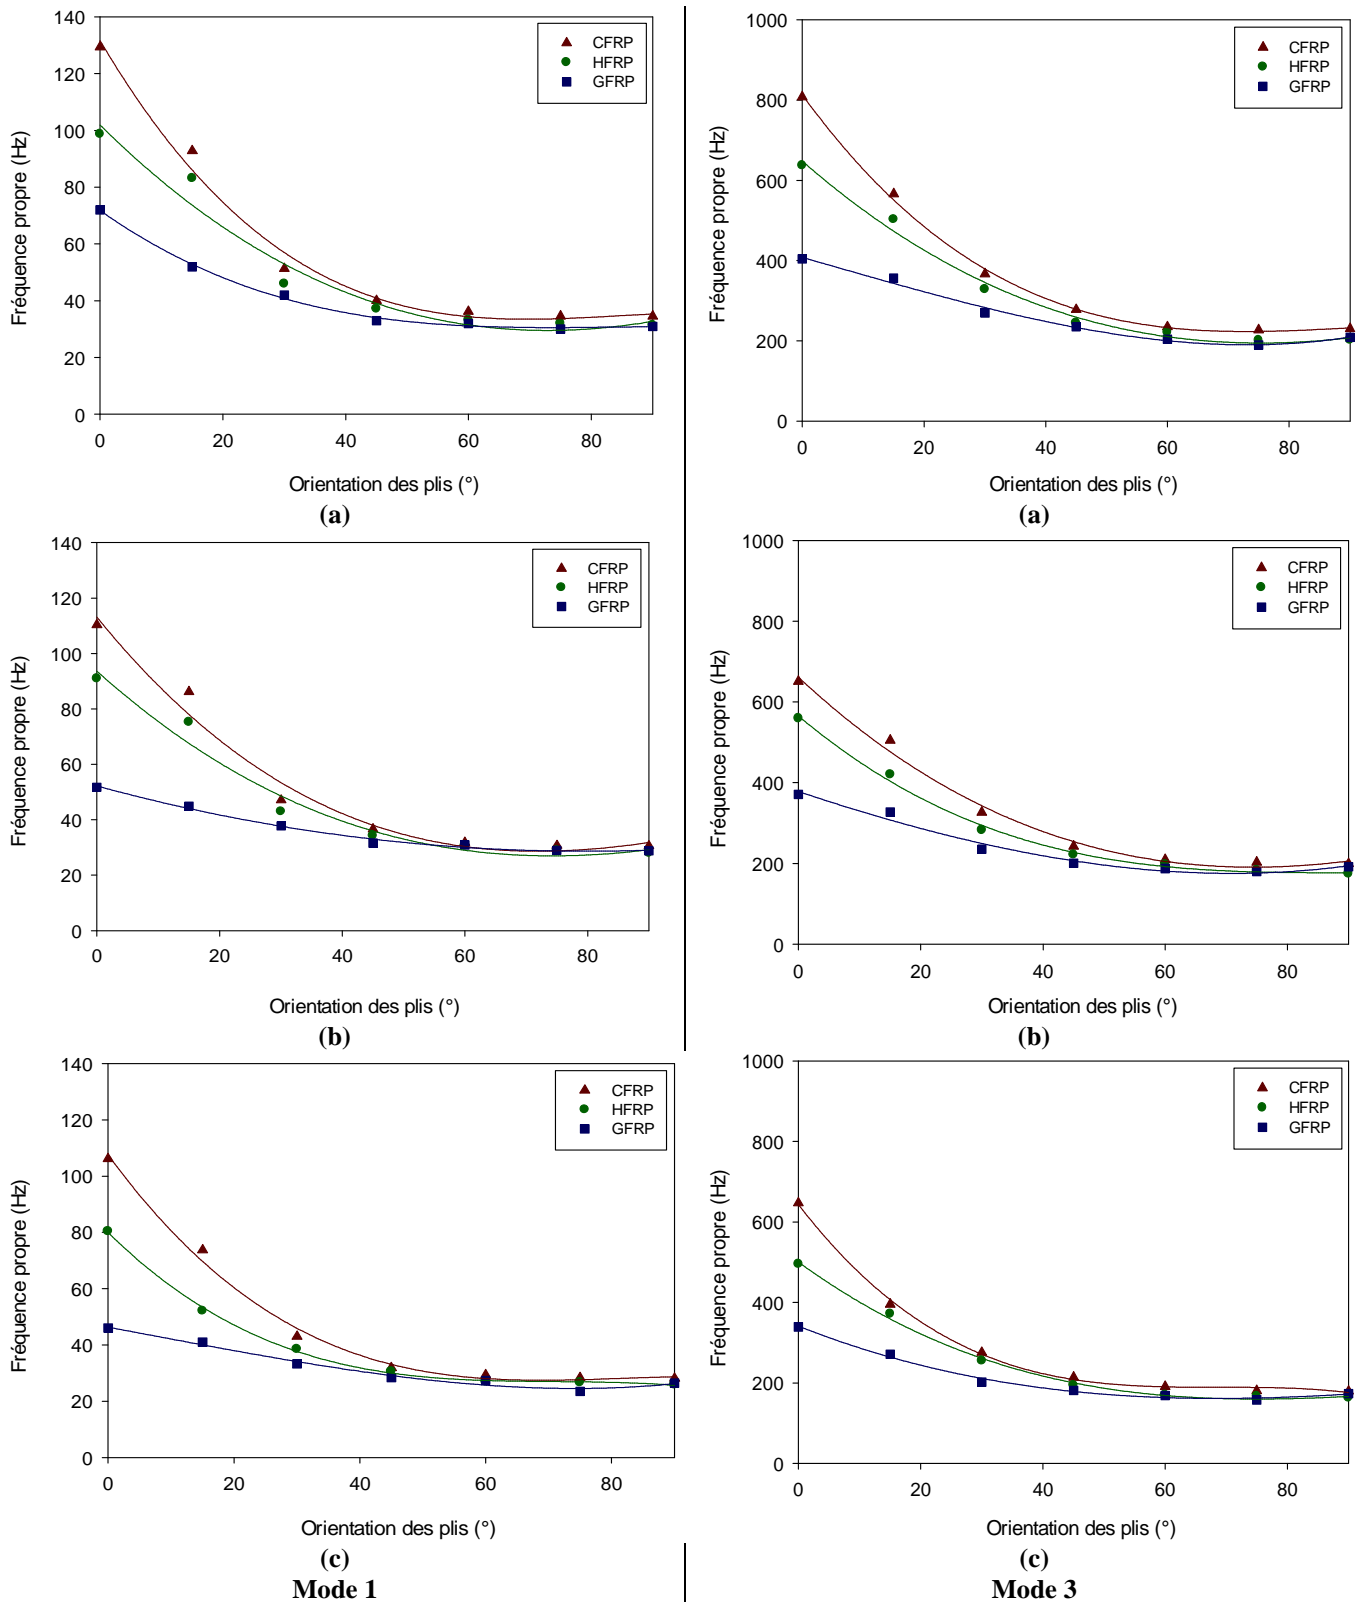 140
120
100
80
60
40
20
0
Fréquence propre (Hz)
CFRP
HFRP
GFRP
0 20 40 60 80
Orientation des plis (°)
(a)
1000
800
600
400
200
0
Fréquence propre (Hz)
CFRP
HFRP
GFRP
0 20 40 60 80
Orientation des plis (°)
(a)
140
120
100
80
60
40
20
0
Fréquence propre (Hz)
CFRP
HFRP
GFRP
0 20 40 60 80
Orientation des plis (°)
(b)
1000
800
600
400
200
0
Fréquence propre (Hz)
CFRP
HFRP
GFRP
0 20 40 60 80
Orientation des plis (°)
(b)
140
120
100
80
60
40
20
0
Fréquence propre (Hz)
CFRP
HFRP
GFRP
0 20 40 60 80
Orientation des plis (°)
(c)
Mode 1
1000
800
600
400
200
0
Fréquence propre (Hz)
CFRP
HFRP
GFRP
0 20 40 60 80
Orientation des plis (°)
(c)
Mode 3